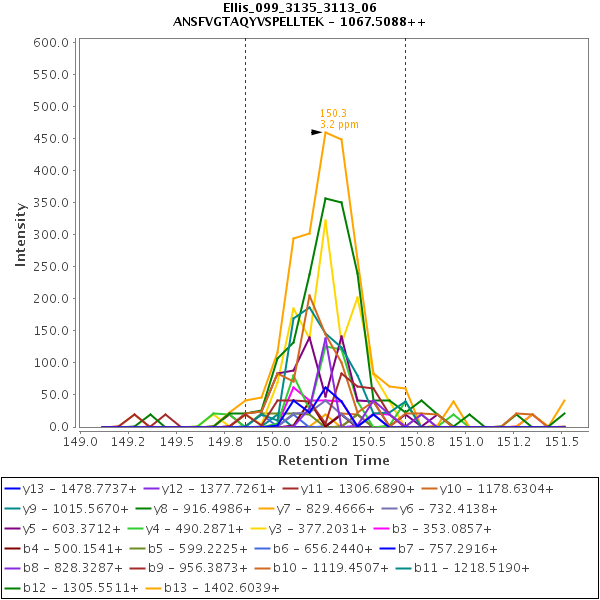 Ellis_099_3135_3113_06
ANSFVGTAQYVSPELLTEK - 1067.5088++
600.0
550.0
500.0
450.0
400.0
350.0
300.0
250.0
200.0
150.0
100.0
50.0
0.0
Intensity
150.3
3.2 ppm
149.0 149.2 149.5 149.8 150.0 150.2 150.5 150.8 151.0 151.2 151.5
Retention Time
y13 - 1478.7737+ y12 - 1377.7261+ y11 - 1306.6890+ y10 - 1178.6304+
y9 - 1015.5670+ y8 - 916.4986+ y7 - 829.4666+ y6 - 732.4138+
y5 - 603.3712+ y4 - 490.2871+ y3 - 377.2031+ b3 - 353.0857+
b4 - 500.1541+ b5 - 599.2225+ b6 - 656.2440+ b7 - 757.2916+
b8 - 828.3287+ b9 - 956.3873+ b10 - 1119.4507+ b11 - 1218.5190+
b12 - 1305.5511+ b13 - 1402.6039+